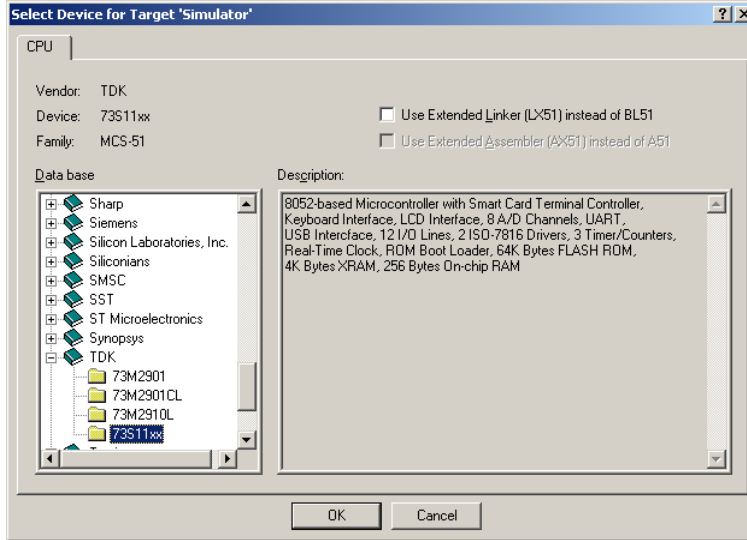 Select Device for Target 'Simulator'
CPU
Vendor: TDK
Device: 73S11xx
Family: MCS-51
Use Extended Linker (LX51) instead of BL51
Use Extended Assembler (AX51) instead of A51
Data base
Sharp
Siemens
Silicon Laboratories, Inc.
Siliconians
SMSC
SST
ST Microelectronics
Synopsys
TDK
73M2901
73M2901CL
73M2910L
73S11xx
Description:
8052-based Microcontroller with Smart Card Terminal Controller,
Keyboard Interface, LCD Interface, 8 A/D Channels, UART,
USB Intercface, 12 I/O Lines, 2 ISO-7816 Drivers, 3 Timer/Counters,
Real-Time Clock, ROM Boot Loader, 64K Bytes FLASH ROM,
4K Bytes XRAM, 256 Bytes On-chip RAM
OK
Cancel